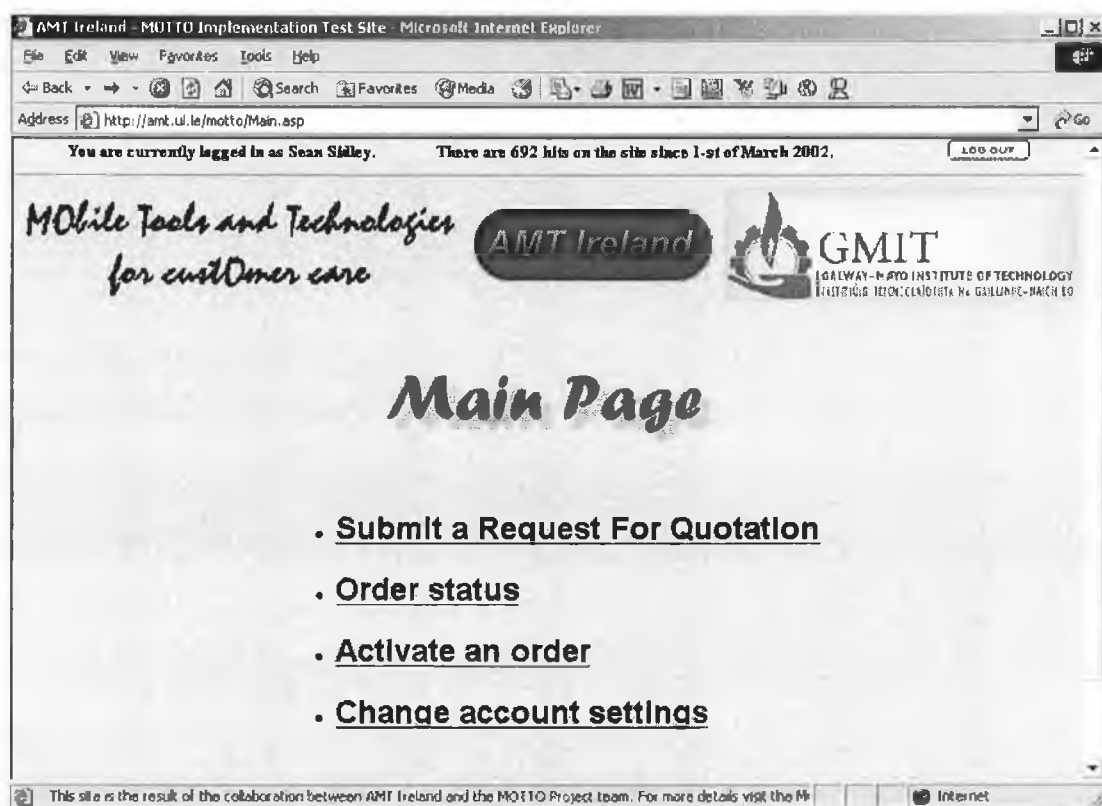 AMT Ireland - MOTTO Implementation Test Site - Microsoft Internet Explorer
File Edit View Favorites Tools Help
Back Search Favorites Media
Address http://amt.ul.ie/motto/Main.asp Go
You are currently logged in as Sean Sidley. There are 692 hits on the site since 1-st of March 2002. LOG OUT
MObile Tools and Technologies
for custOmer care
AMT Ireland
GMIT
GALWAY-MAYO INSTITUTE OF TECHNOLOGY
Main Page
Submit a Request For Quotation
Order status
Activate an order
Change account settings
This site is the result of the collaboration between AMT Ireland and the MOTTO Project team. For more details visit the M
Internet